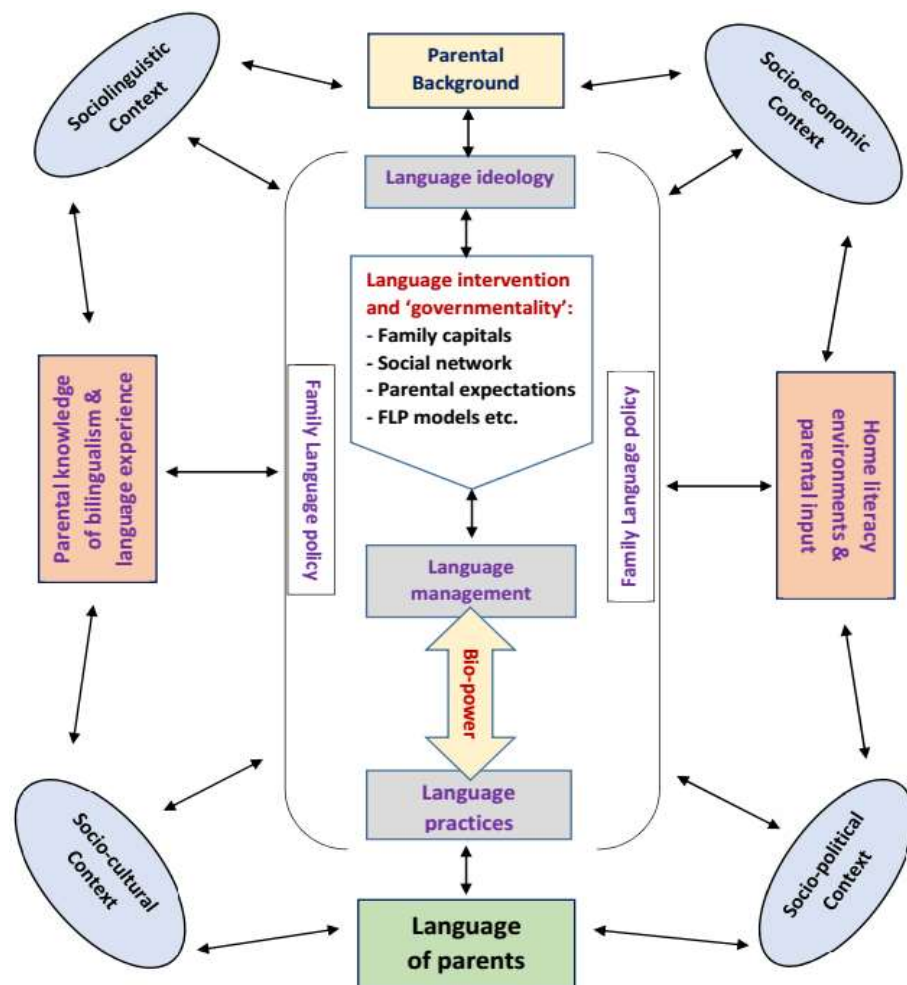 Parental
Background
Sociolinguistic
Context
Socio-economic
Context
Language ideology
Language intervention
and ‘governmentality’:
- Family capitals
- Social network
- Parental expectations
- FLP models etc.
Parental knowledge
of bilingualism &
language experience
Family Language policy
Family Language policy
Home literacy
environments &
parental input
Language
management
Bio-power
Language
practices
Socio-cultural
Context
Socio-political
Context
Language
of parents